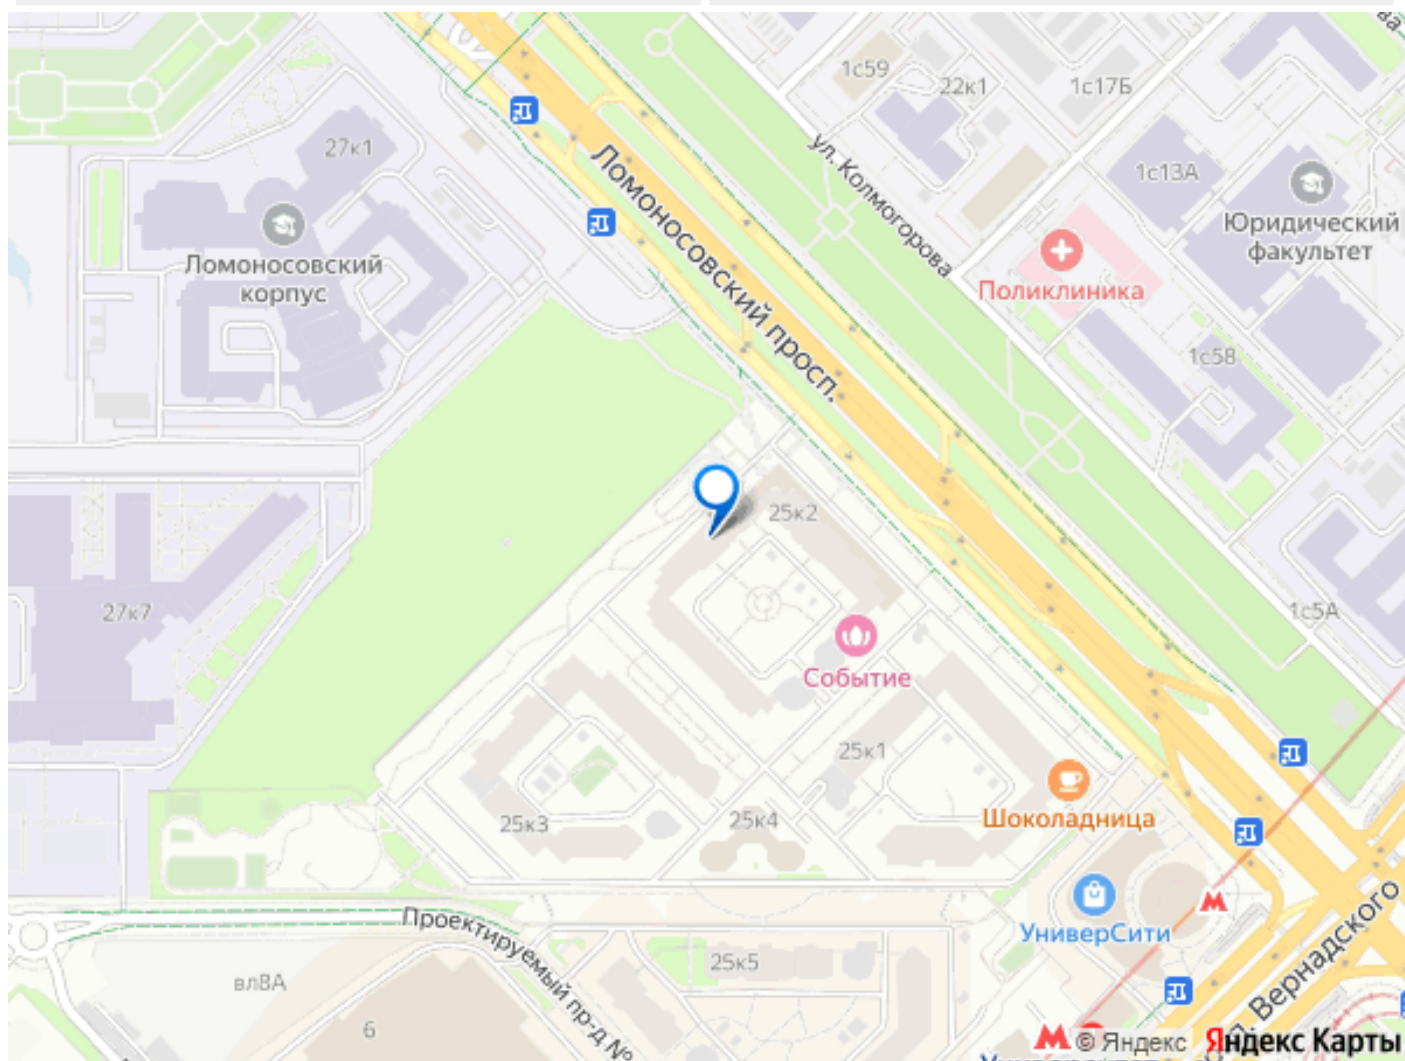 1с59
22к1
1с17Б
27к1
ул. Колмогорова
1с13А
Ломоносовский просп.
Юридический
факультет
Ломоносовский
корпус
Поликлиника
1с58
25к2
27к7
1с5А
Событие
25к1
Шоколадница
25к3
25к4
УниверСити
Проектируемый пр-д №
Вернадского
25к5
вл8А
6
© Яндекс Яндекс Карты